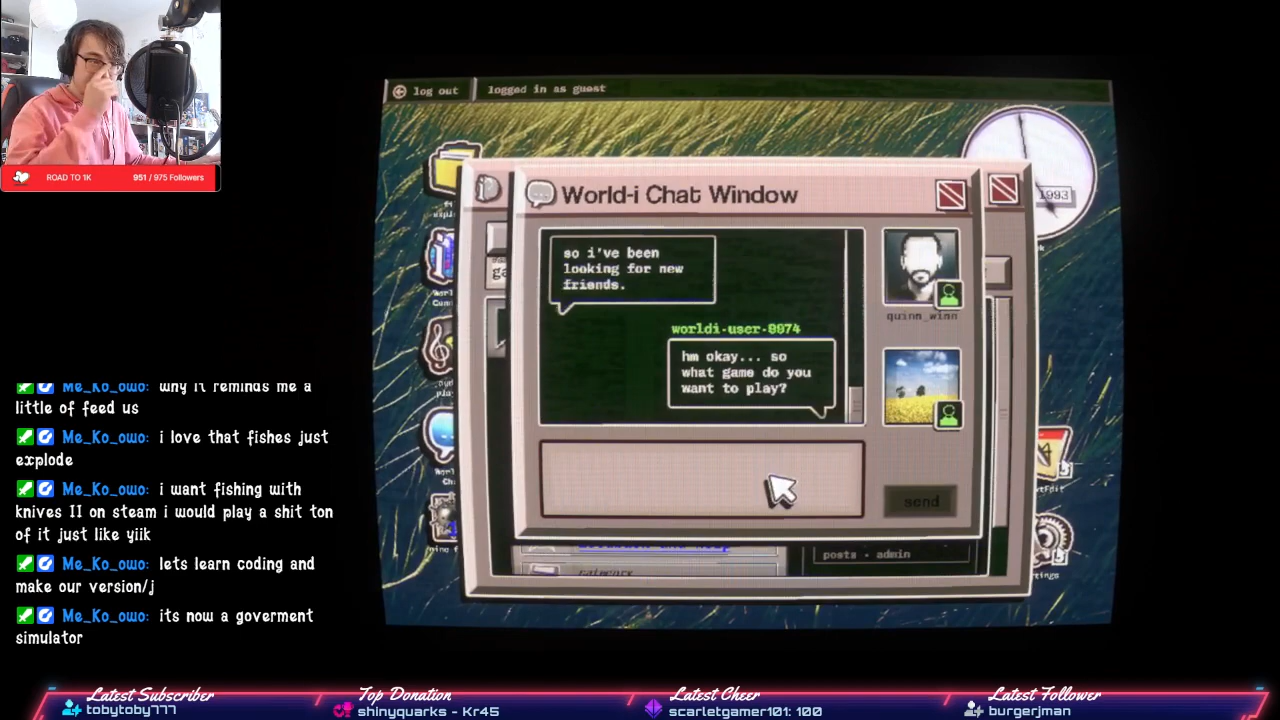 ROAD TO 1K 951 / 975 Followers
log out logged in as guest
1993
World-i Chat Window
so i've been
looking for new
friends.
quinn_winn
worldi-user-0074
hm okay... so
what game do you
want to play?
send
posts - admin
category
Me_Ko_owo: why it reminds me a
little of feed us
Me_Ko_owo: i love that fishes just
explode
Me_Ko_owo: i want fishing with
knives II on steam i would play a shit ton
of it just like yiik
Me_Ko_owo: lets learn coding and
make our version/j
Me_Ko_owo: its now a goverment
simulator
Latest Subscriber Top Donation Latest Cheer Latest Follower
tobytoby777 shinyquarks - Kr45 scarletgamer101: 100 burgerjman